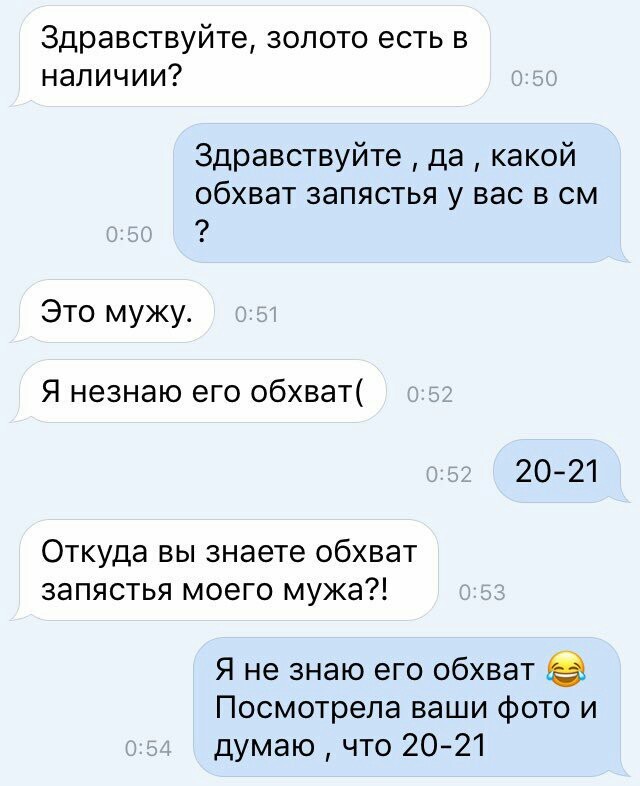 Здравствуйте, золото есть в
наличии?
0:50
Здравствуйте , да , какой
обхват запястья у вас в см
?
0:50
Это мужу.
0:51
Я незнаю его обхват(
0:52
20-21
0:52
Откуда вы знаете обхват
запястья моего мужа?!
0:53
Я не знаю его обхват 😂
Посмотрела ваши фото и
думаю , что 20-21
0:54